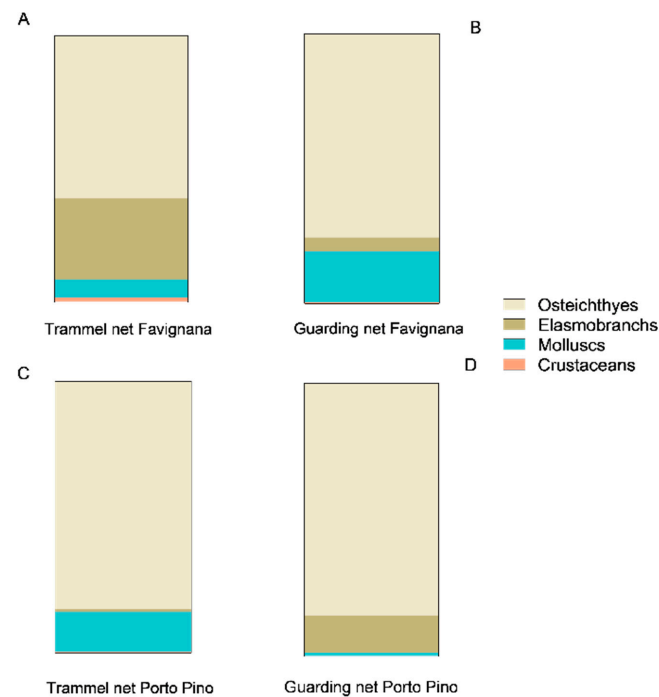 A
B
Trammel net Favignana
Guarding net Favignana
Osteichthyes
Elasmobranchs
Molluscs
Crustaceans
C
D
Trammel net Porto Pino
Guarding net Porto Pino